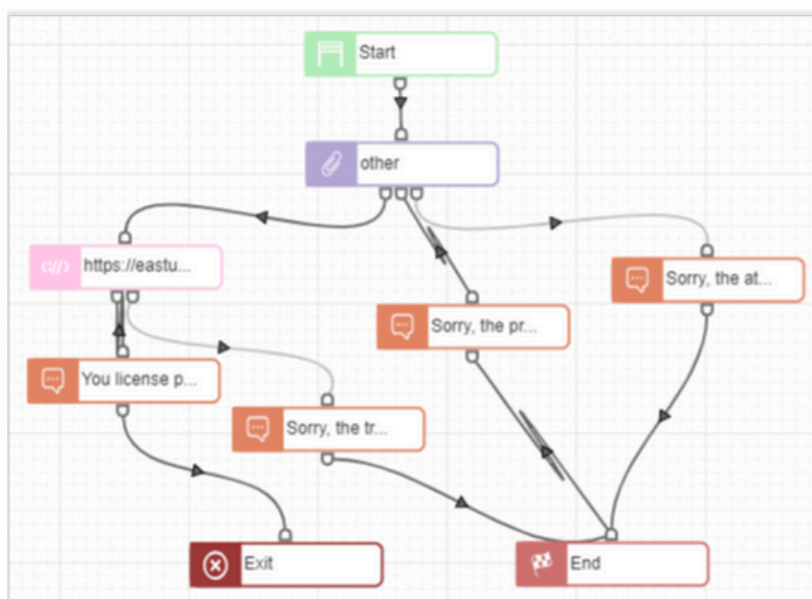 Start
other
https://eastu...
Sorry, the at...
Sorry, the pr...
You license p...
Sorry, the tr...
Exit
End